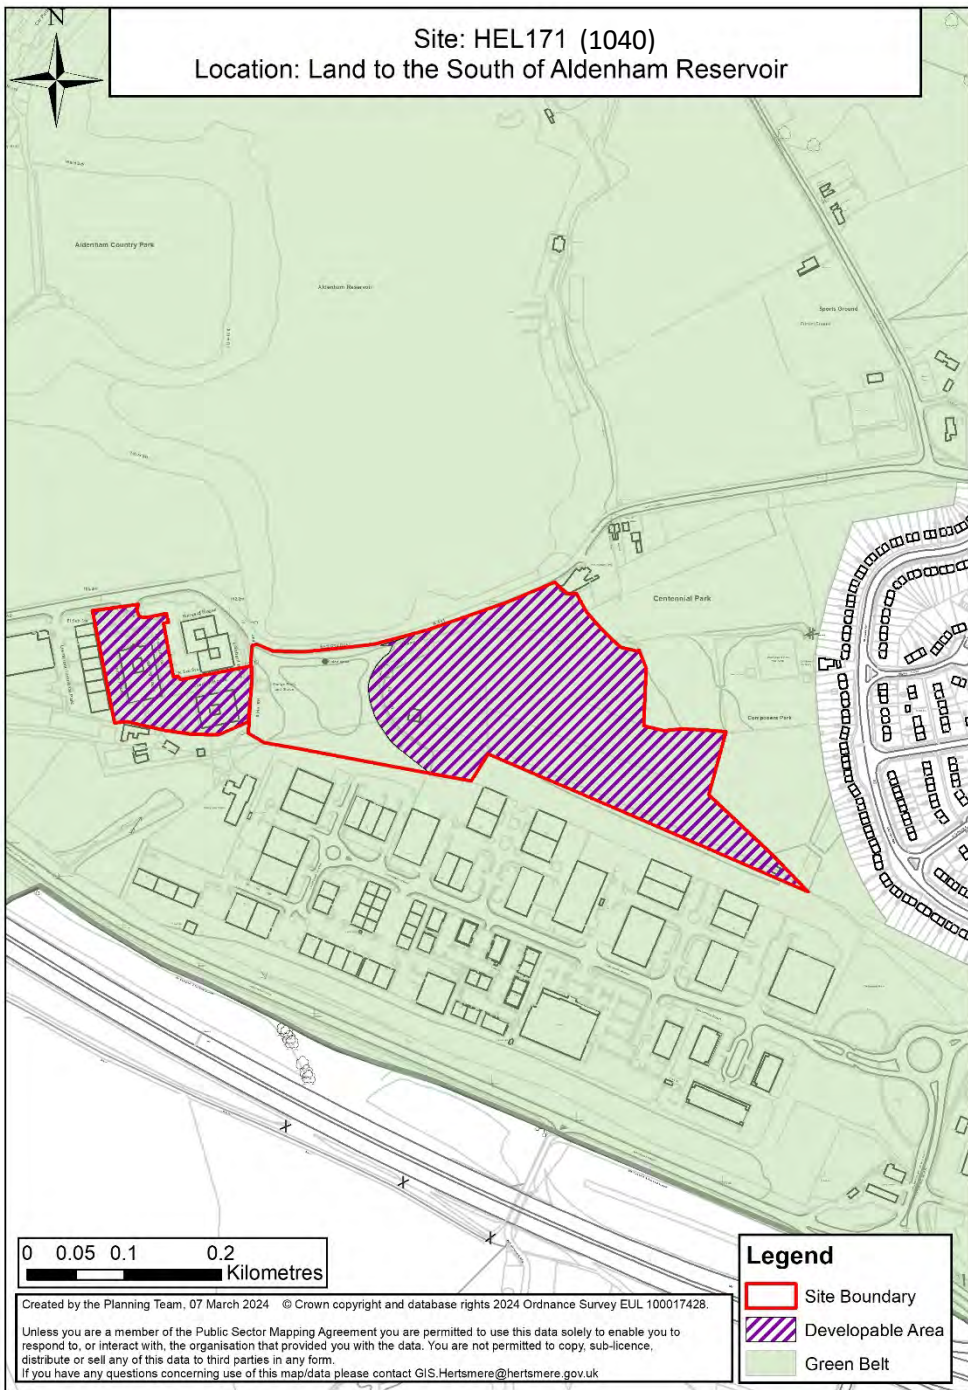 N
Site: HEL171 (1040)
Location: Land to the South of Aldenham Reservoir
Aldenham Country Park
Aldenham Reservoir
Sports Ground
Centennial Park
Composers Park
0 0.05 0.1 0.2
Kilometres
Legend
Site Boundary
Developable Area
Green Belt
Created by the Planning Team, 07 March 2024 © Crown copyright and database rights 2024 Ordnance Survey EUL 100017428.
Unless you are a member of the Public Sector Mapping Agreement you are permitted to use this data solely to enable you to
respond to, or interact with, the organisation that provided you with the data. You are not permitted to copy, sub-licence,
distribute or sell any of this data to third parties in any form.
If you have any questions concerning use of this map/data please contact GIS.Hertsmere@hertsmere.gov.uk